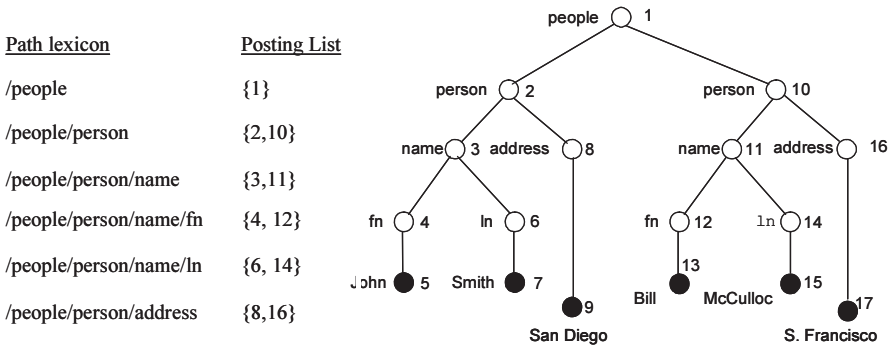 Path lexicon Posting List
/people {1}
/people/person {2,10}
/people/person/name {3,11}
/people/person/name/fn {4, 12}
/people/person/name/ln {6, 14}
/people/person/address {8,16}
people 1
person 2 person 10
name 3 address 8 name 11 address 16
fn 4 ln 6 fn 12 ln 14
John 5 Smith 7 Bill 13 McCulloc 15
9 17
San Diego S. Francisco